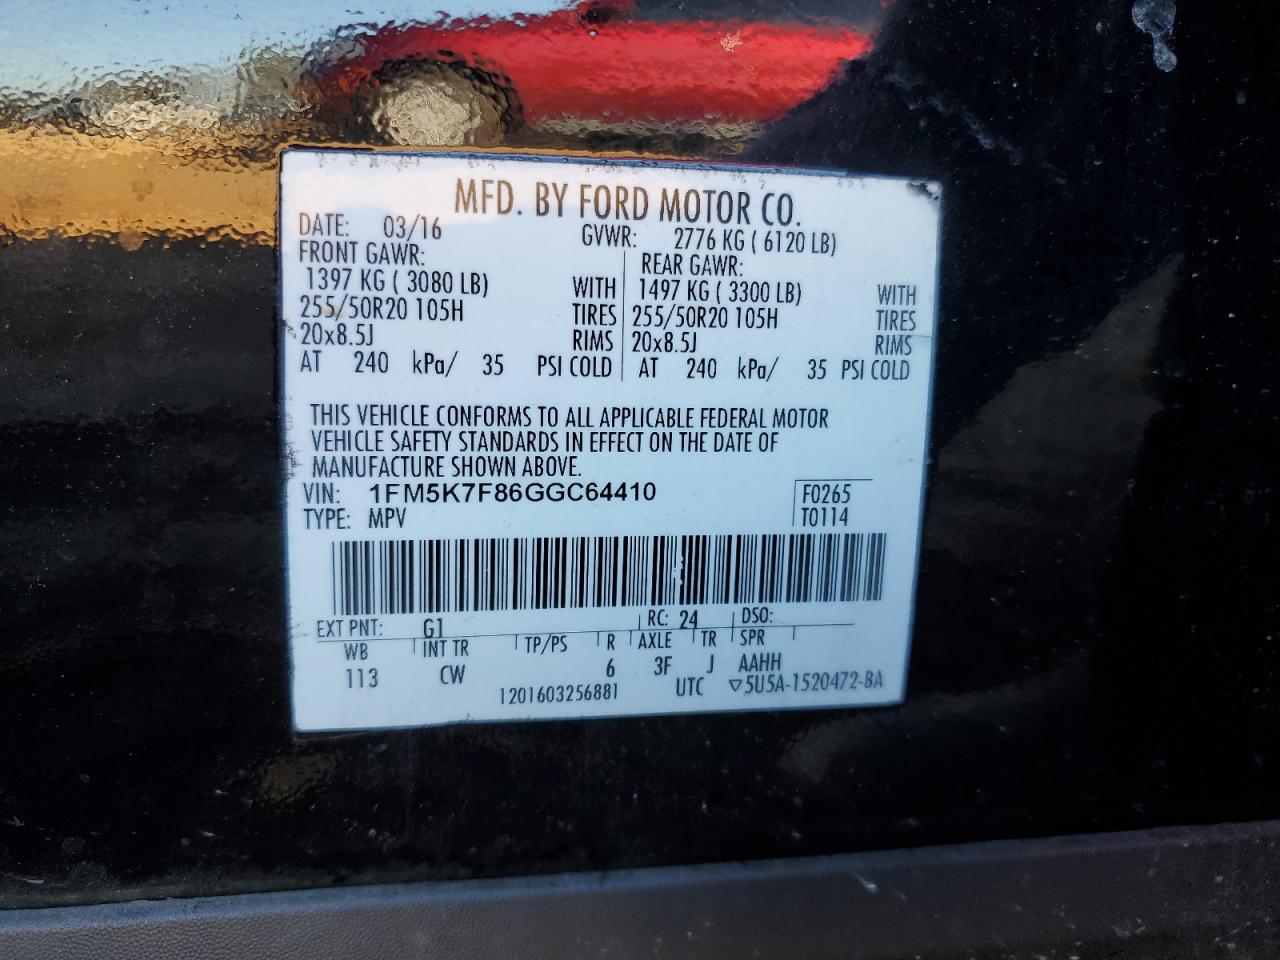 MFD. BY FORD MOTOR CO.
DATE: 03/16 GVWR: 2776 KG ( 6120 LB)
FRONT GAWR: REAR GAWR:
1397 KG ( 3080 LB) WITH 1497 KG ( 3300 LB) WITH
255/50R20 105H TIRES 255/50R20 105H TIRES
20x8.5J RIMS 20x8.5J RIMS
AT 240 kPa/ 35 PSI COLD AT 240 kPa/ 35 PSI COLD
THIS VEHICLE CONFORMS TO ALL APPLICABLE FEDERAL MOTOR
VEHICLE SAFETY STANDARDS IN EFFECT ON THE DATE OF
MANUFACTURE SHOWN ABOVE.
VIN: 1FM5K7F86GGC64410 F0265
TYPE: MPV T0114
EXT PNT: G1 RC: 24 DSO:
WB INT TR TP/PS R AXLE TR SPR
113 CW 6 3F J AAHH
1201603256881 UTC ▽5U5A-1520472-BA